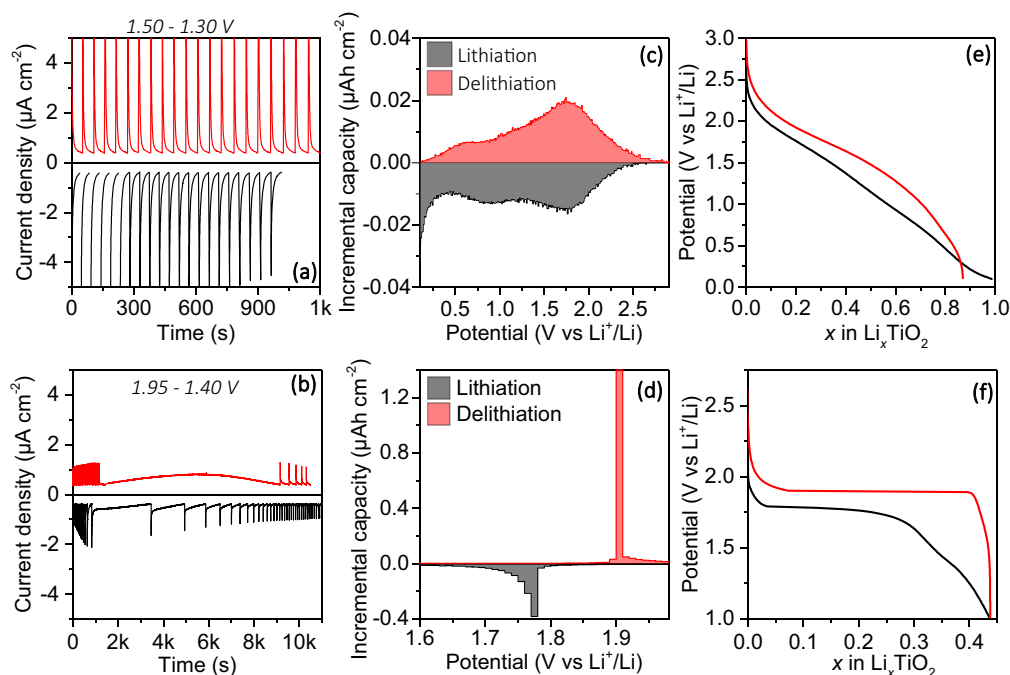 1.50 - 1.30 V
Current density (µA cm⁻²)
4
2
0
-2
-4
0
300
600
900
1k
Time (s)
(a)
Incremental capacity (µAh cm⁻²)
0.04
0.02
0.00
-0.02
-0.04
Lithiation
Delithiation
(c)
0.5
1.0
1.5
2.0
2.5
Potential (V vs Li⁺/Li)
Potential (V vs Li⁺/Li)
3.0
2.5
2.0
1.5
1.0
0.5
0.0
(e)
0.0
0.2
0.4
0.6
0.8
1.0
x in LiₓTiO₂
1.95 - 1.40 V
Current density (µA cm⁻²)
4
2
0
-2
-4
(b)
0
2k
4k
6k
8k
10k
Time (s)
Incremental capacity (µAh cm⁻²)
1.2
0.8
0.4
0.0
-0.4
Lithiation
Delithiation
(d)
1.6
1.7
1.8
1.9
Potential (V vs Li⁺/Li)
Potential (V vs Li⁺/Li)
2.5
2.0
1.5
1.0
(f)
0.0
0.1
0.2
0.3
0.4
x in LiₓTiO₂